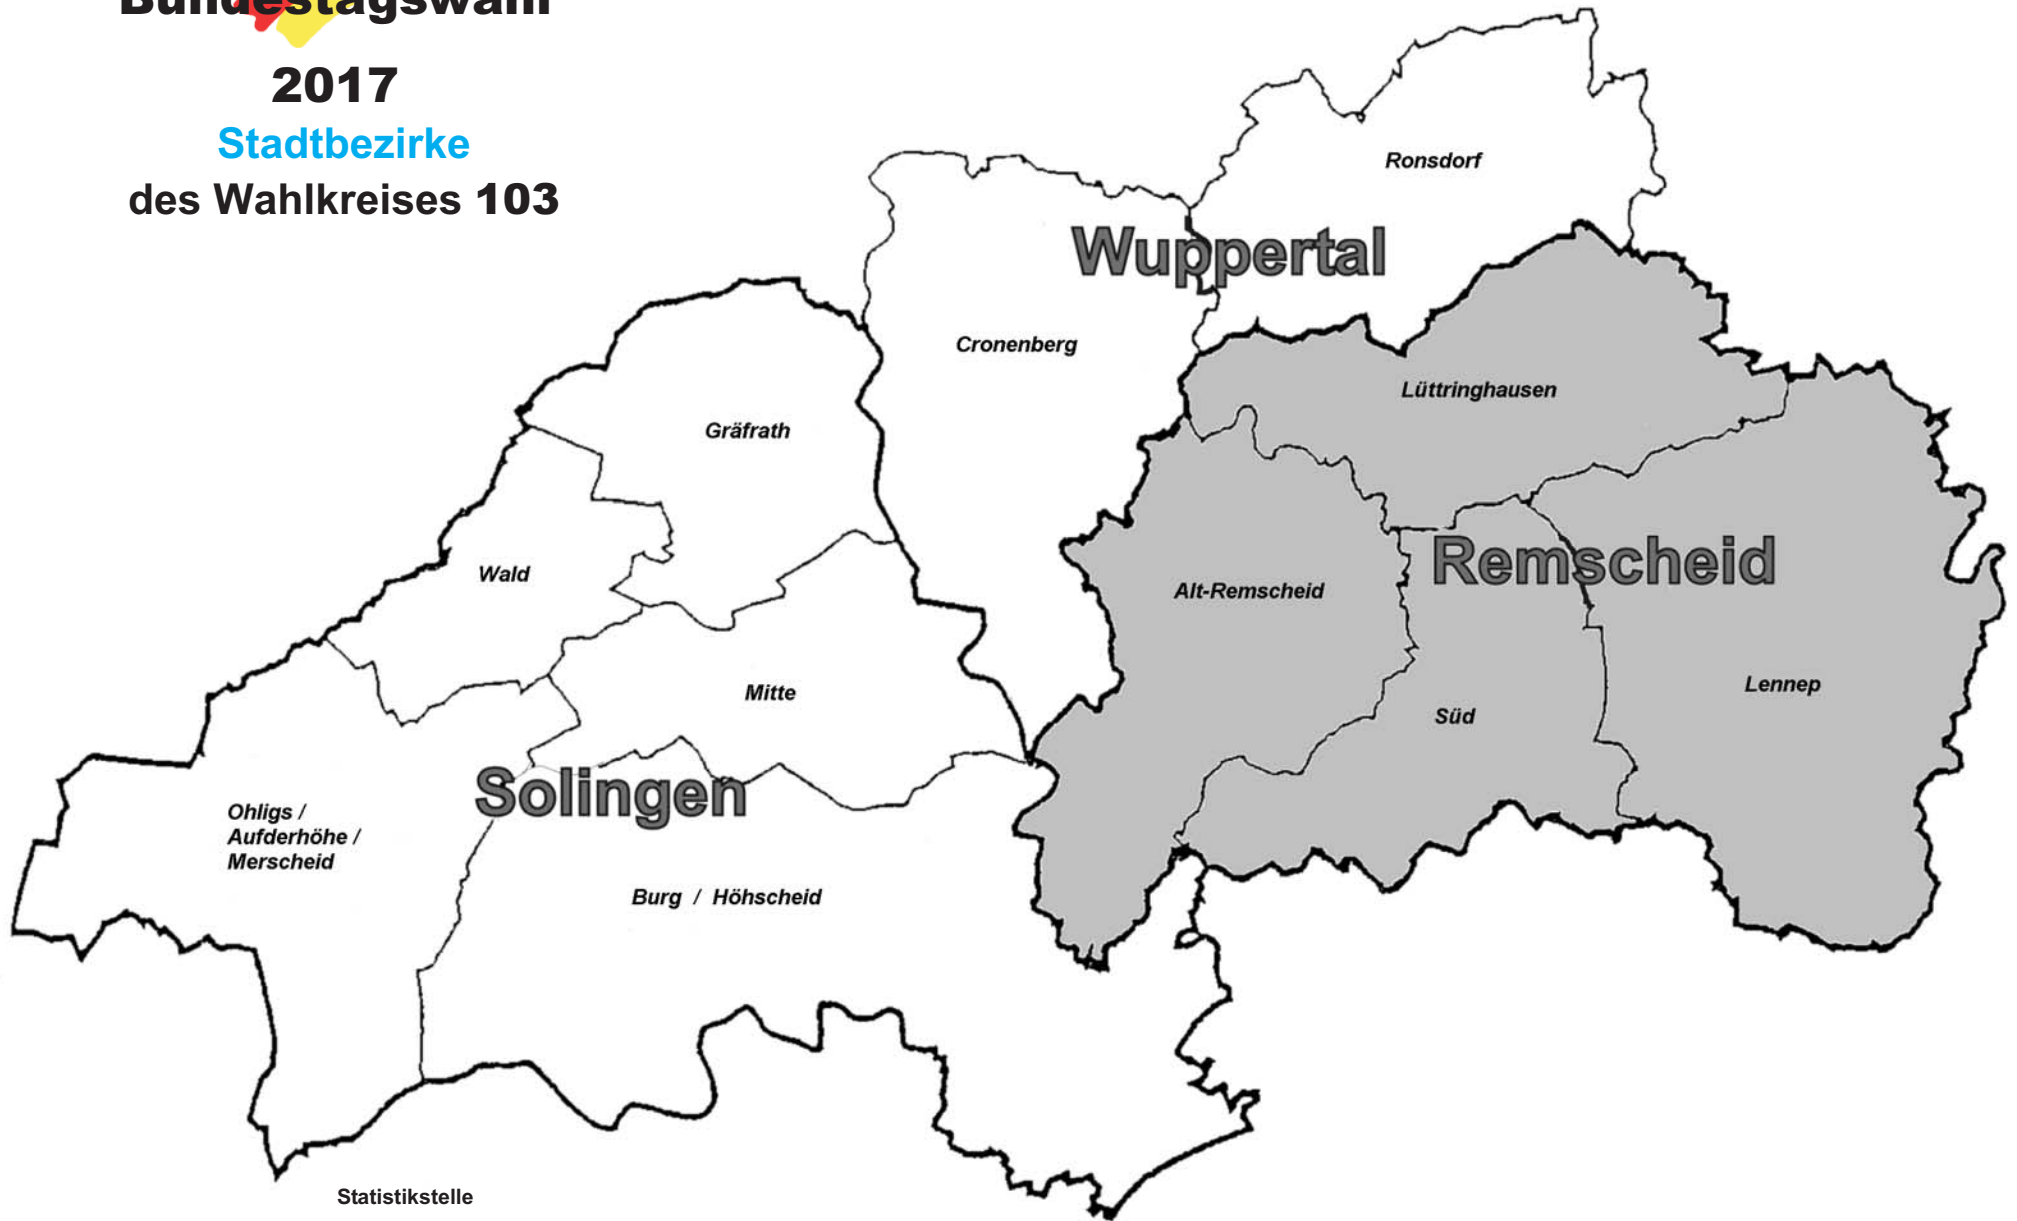 Bundestagswahl
2017
Stadtbezirke
des Wahlkreises 103
Ronsdorf
Wuppertal
Cronenberg
Lüttringhausen
Gräfrath
Remscheid
Wald
Alt-Remscheid
Mitte
Lennep
Süd
Solingen
Ohligs /
Aufderhöhe /
Merscheid
Burg / Höhscheid
Statistikstelle